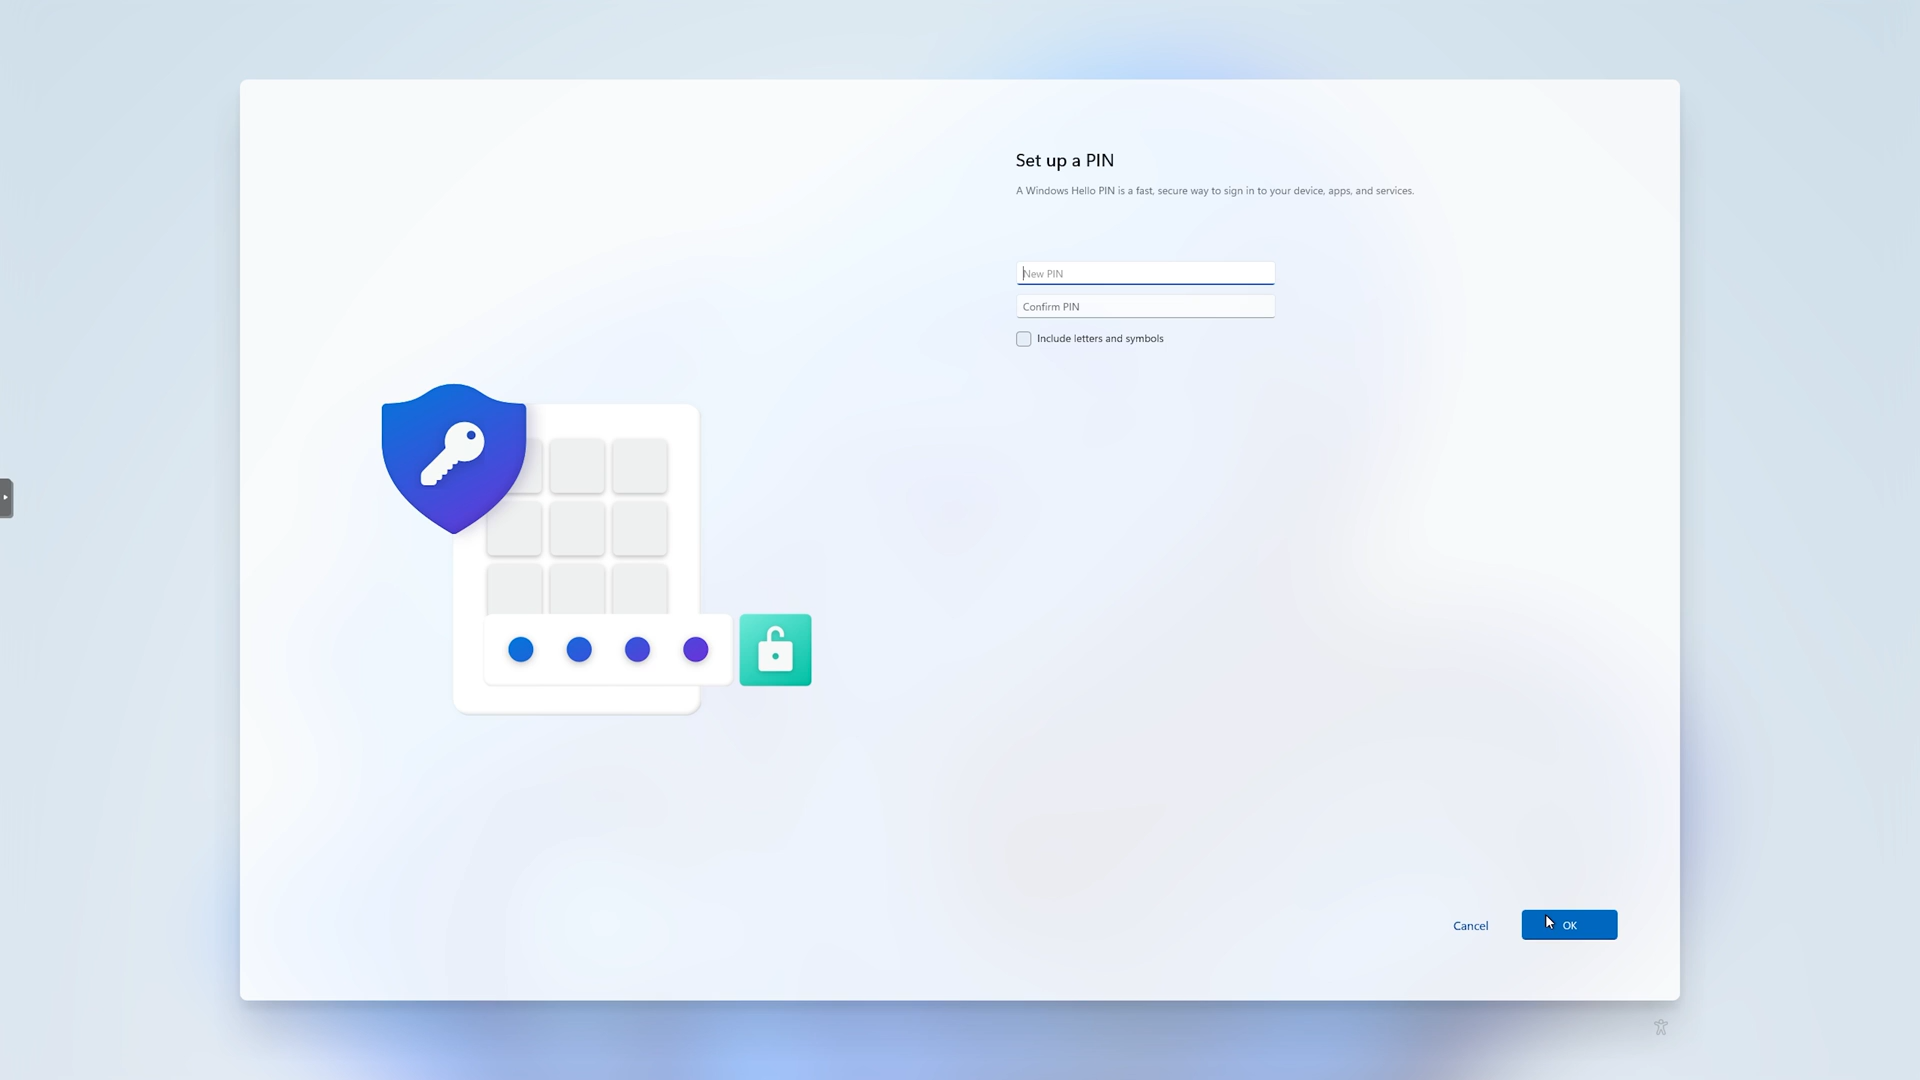 Set up a PIN
A Windows Hello PIN is a fast, secure way to sign in to your device, apps, and services.
New PIN
Confirm PIN
Include letters and symbols
Cancel
OK